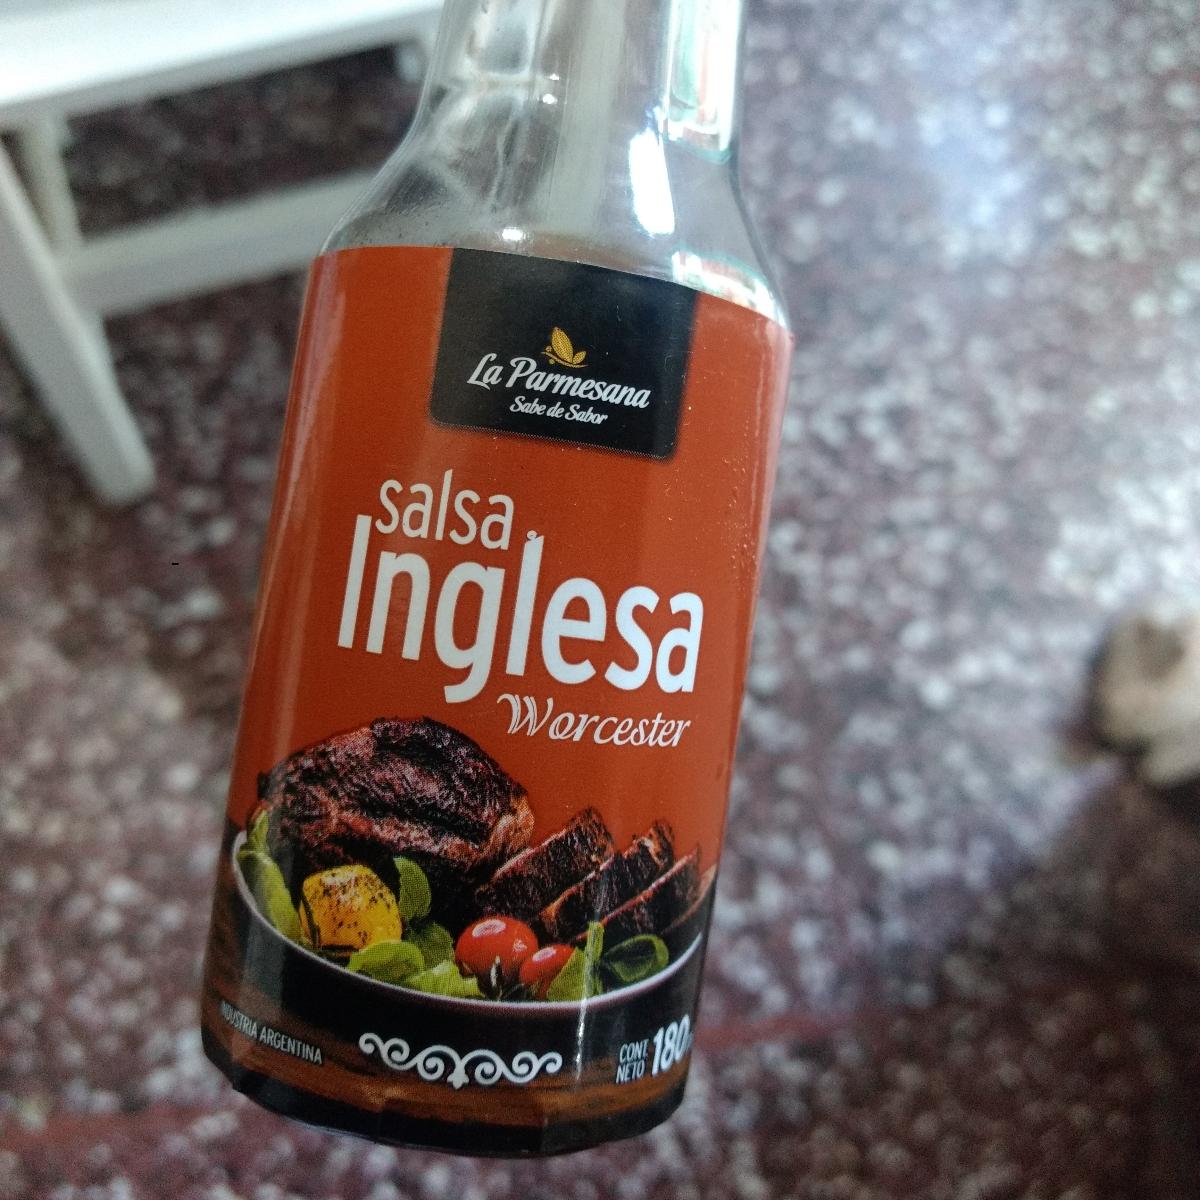 La Parmesana
Sabe de Sabor
salsa
Inglesa
Worcester
INDUSTRIA ARGENTINA
CONT.
NETO
180